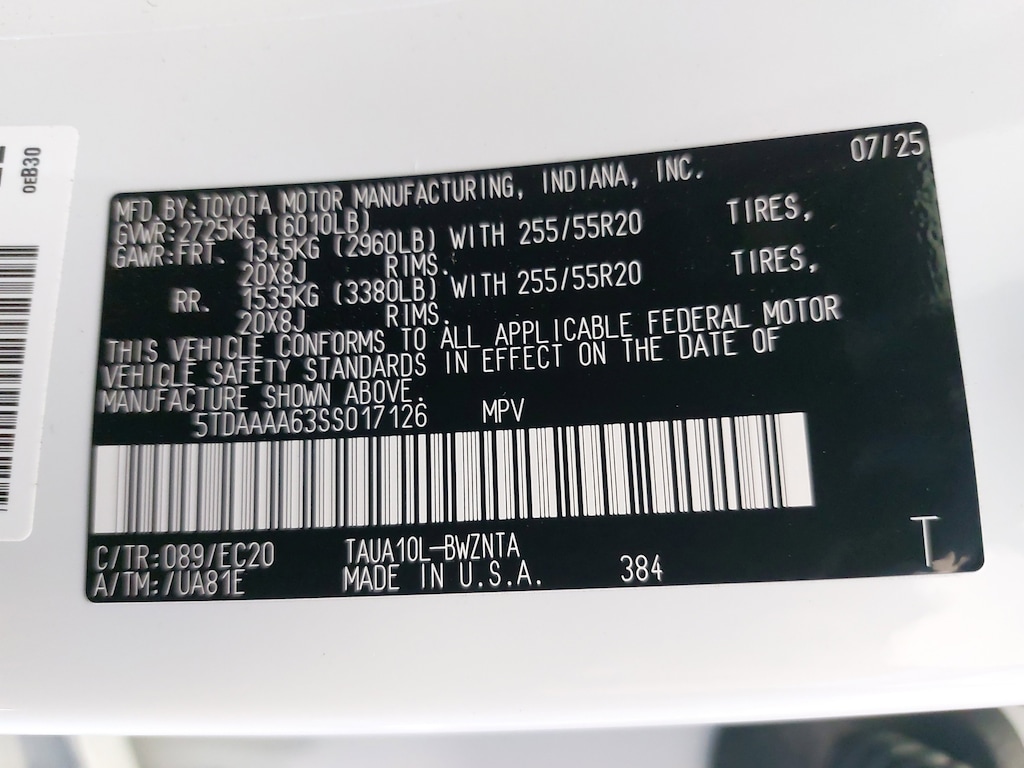 0EB30
07/25
MFD.BY:TOYOTA MOTOR MANUFACTURING, INDIANA, INC.
GVWR:2725KG (6010LB)
GAWR:FRT. 1345KG (2960LB) WITH 255/55R20 TIRES,
20X8J RIMS.
RR. 1535KG (3380LB) WITH 255/55R20 TIRES,
20X8J RIMS.
THIS VEHICLE CONFORMS TO ALL APPLICABLE FEDERAL MOTOR
VEHICLE SAFETY STANDARDS IN EFFECT ON THE DATE OF
MANUFACTURE SHOWN ABOVE.
5TDAAAA63SS017126 MPV
C/TR:089/EC20 TAUA10L-BWZNTA
A/TM:/UA81E MADE IN U.S.A. 384
T